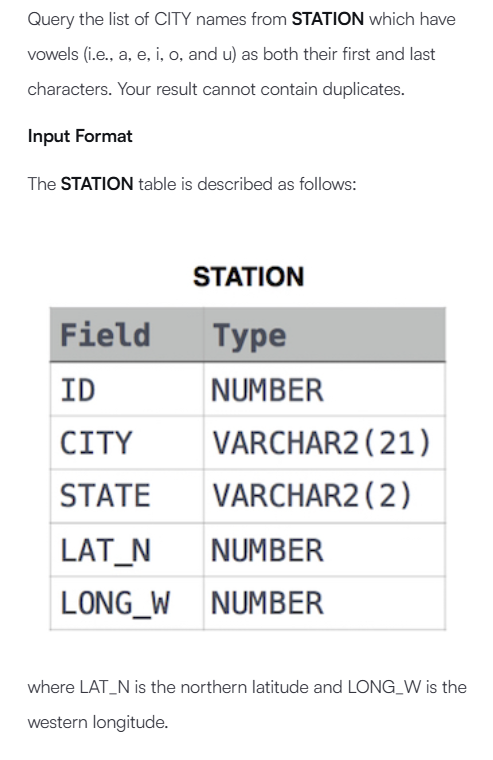 Query the list of CITY names from STATION which have
vowels (i.e., a, e, i, o, and u) as both their first and last
characters. Your result cannot contain duplicates.
Input Format
The STATION table is described as follows:
STATION
Field Type
ID NUMBER
CITY VARCHAR2(21)
STATE VARCHAR2(2)
LAT_N NUMBER
LONG_W NUMBER
where LAT_N is the northern latitude and LONG_W is the
western longitude.